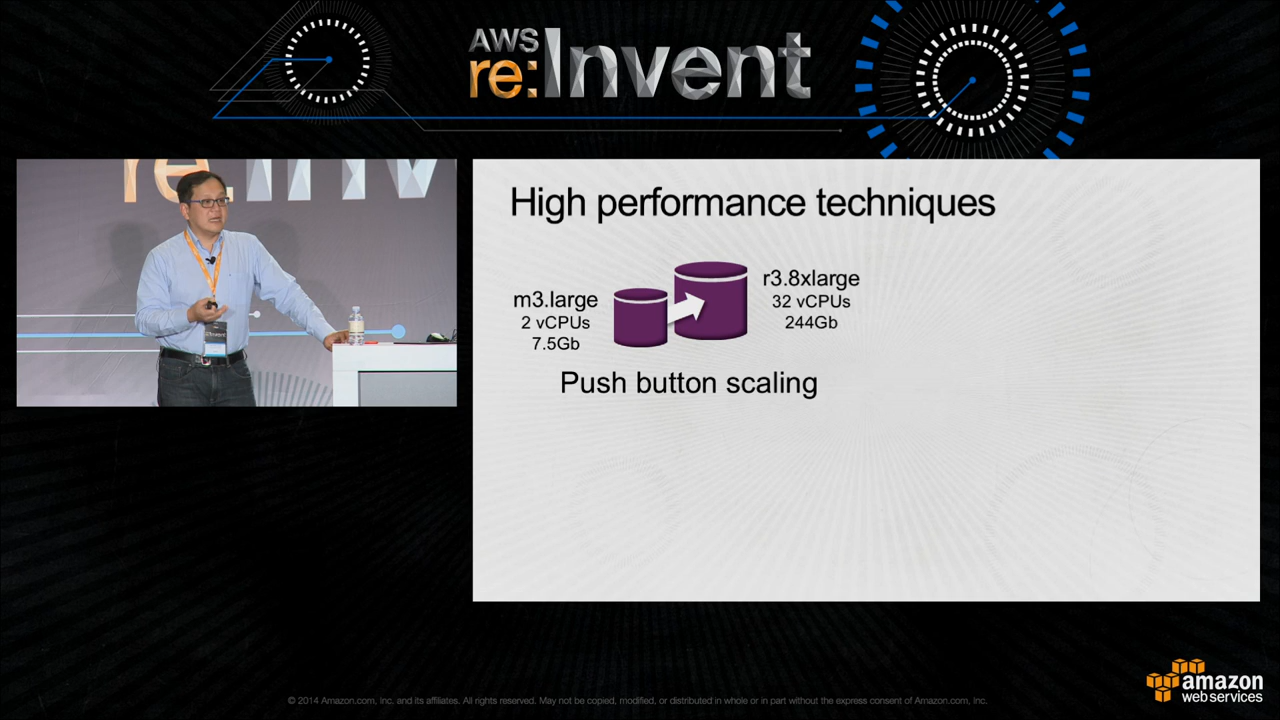 AWS
re:Invent
re:Inv
High performance techniques
m3.large
2 vCPUs
7.5Gb
r3.8xlarge
32 vCPUs
244Gb
Push button scaling
© 2014 Amazon.com, Inc. and its affiliates. All rights reserved. May not be copied, modified, or distributed in whole or in part without the express consent of Amazon.com, Inc.
amazon
web services